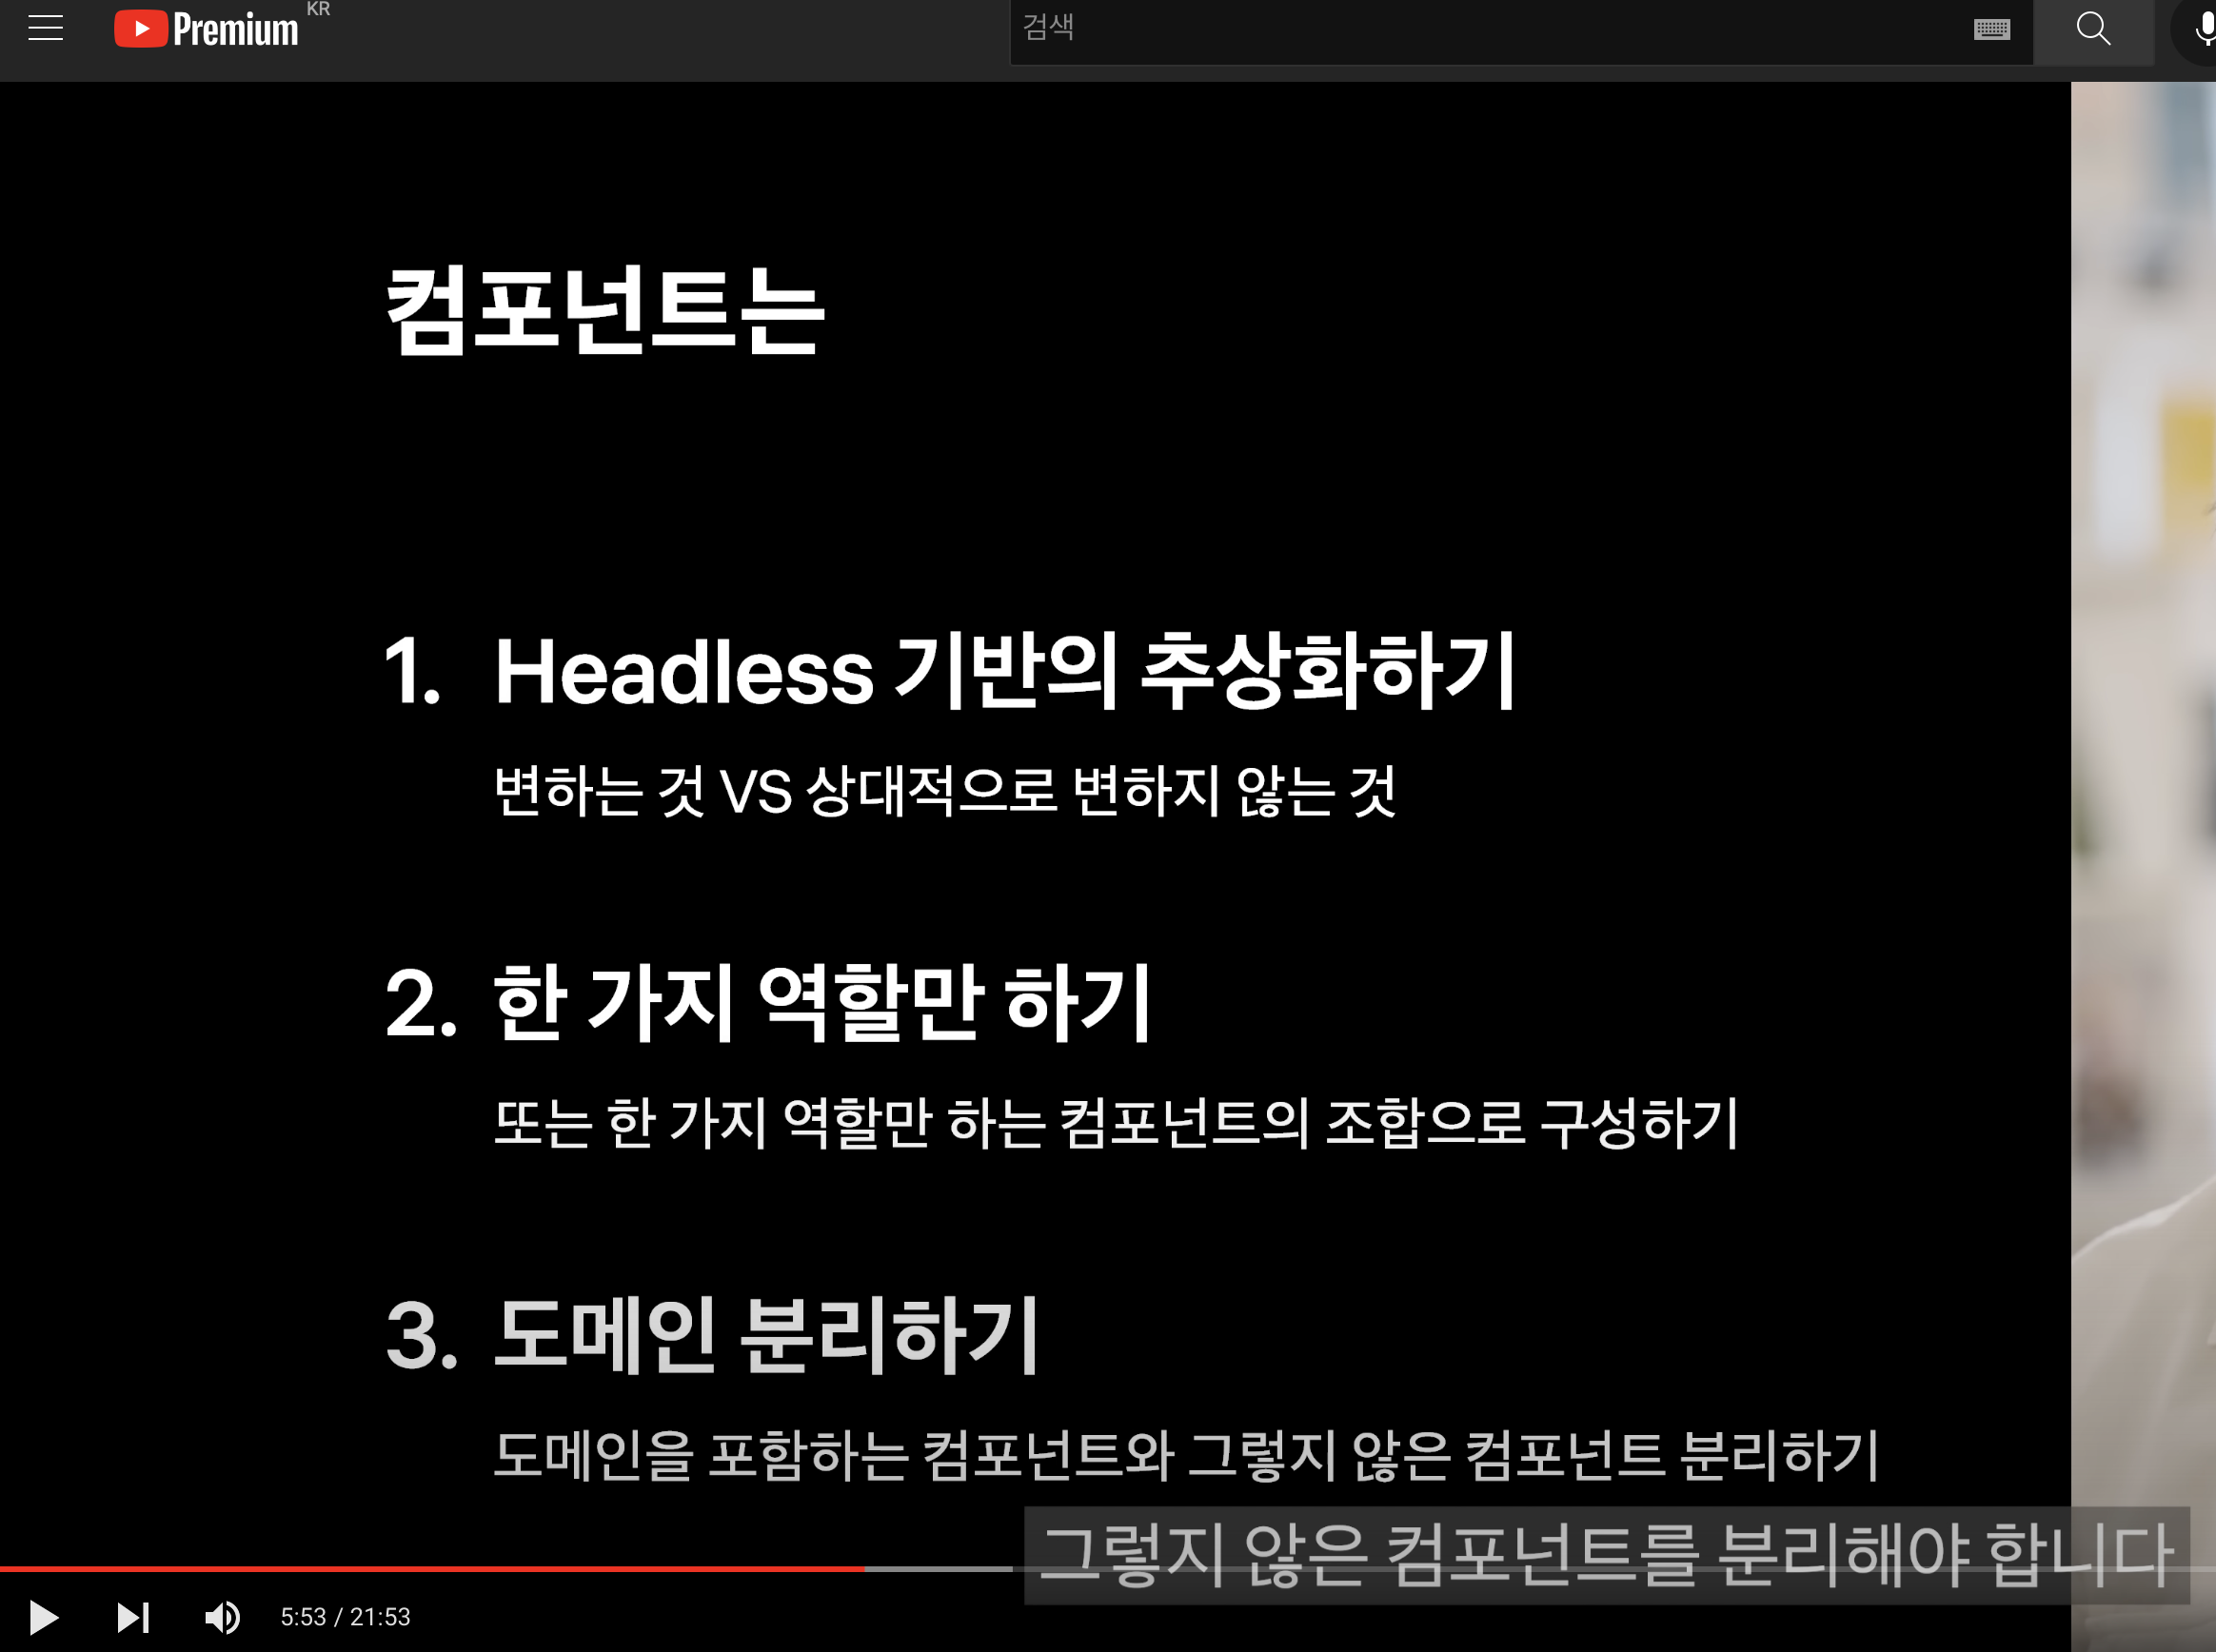 Premium KR
검색
컴포넌트는
1. Headless 기반의 추상화하기
변하는 것 VS 상대적으로 변하지 않는 것
2. 한 가지 역할만 하기
또는 한 가지 역할만 하는 컴포넌트의 조합으로 구성하기
3. 도메인 분리하기
도메인을 포함하는 컴포넌트와 그렇지 않은 컴포넌트 분리하기
그렇지 않은 컴포넌트를 분리해야 합니다
5:53 / 21:53